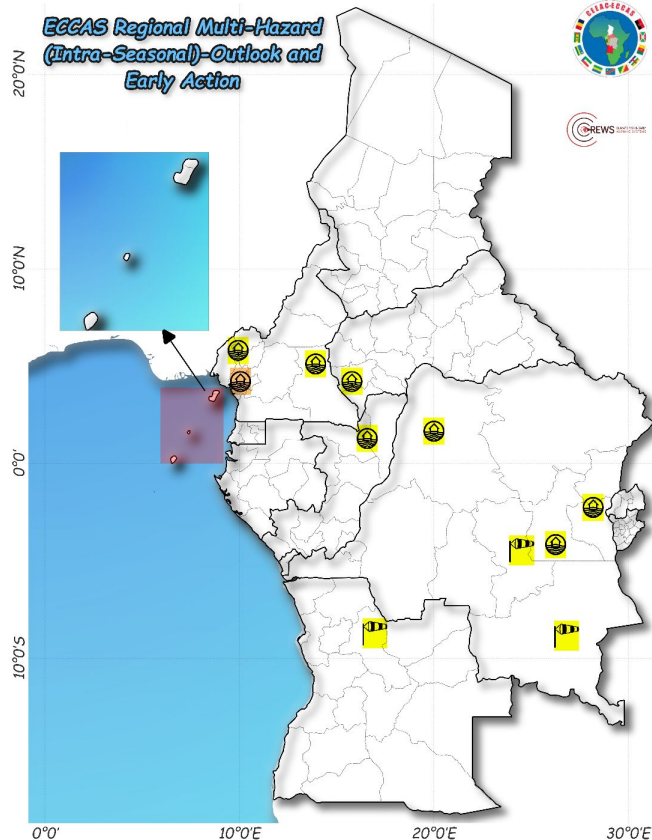 ECCAS Regional Multi-Hazard
(Intra-Seasonal)-Outlook and
Early Action
CEEAC-ECCAS
CREWS
20°0'N
10°0'N
0°0'
10°0'S
0°0'
10°0'E
20°0'E
30°0'E